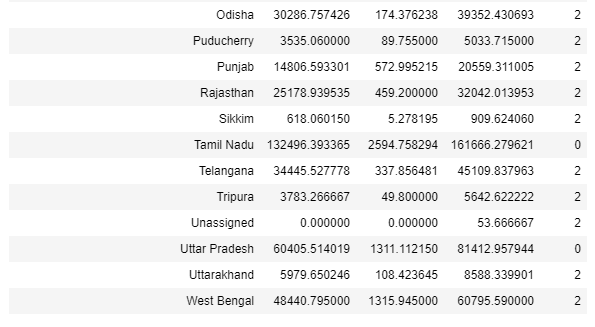 Odisha 30286.757426 174.376238 39352.430693 2
Puducherry 3535.060000 89.755000 5033.715000 2
Punjab 14806.593301 572.995215 20559.311005 2
Rajasthan 25178.939535 459.200000 32042.013953 2
Sikkim 618.060150 5.278195 909.624060 2
Tamil Nadu 132496.393365 2594.758294 161666.279621 0
Telangana 34445.527778 337.856481 45109.837963 2
Tripura 3783.266667 49.800000 5642.622222 2
Unassigned 0.000000 0.000000 53.666667 2
Uttar Pradesh 60405.514019 1311.112150 81412.957944 0
Uttarakhand 5979.650246 108.423645 8588.339901 2
West Bengal 48440.795000 1315.945000 60795.590000 2